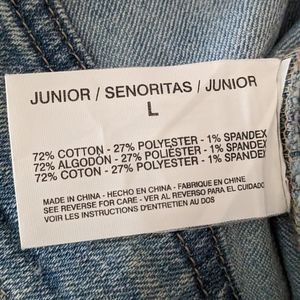 JUNIOR / SENORITAS / JUNIOR
L
72% COTTON - 27% POLYESTER - 1% SPANDEX
72% ALGODÓN - 27% POLIÉSTER - 1% SPANDEX
72% COTON - 27% POLYESTER - 1% SPANDEX
MADE IN CHINA - HECHO EN CHINA - FABRIQUE EN CHINE
SEE REVERSE FOR CARE - VER AL REVERSO PARA EL CUIDADO
VOIR LES INSTRUCTIONS D'ENTRETIEN AU DOS